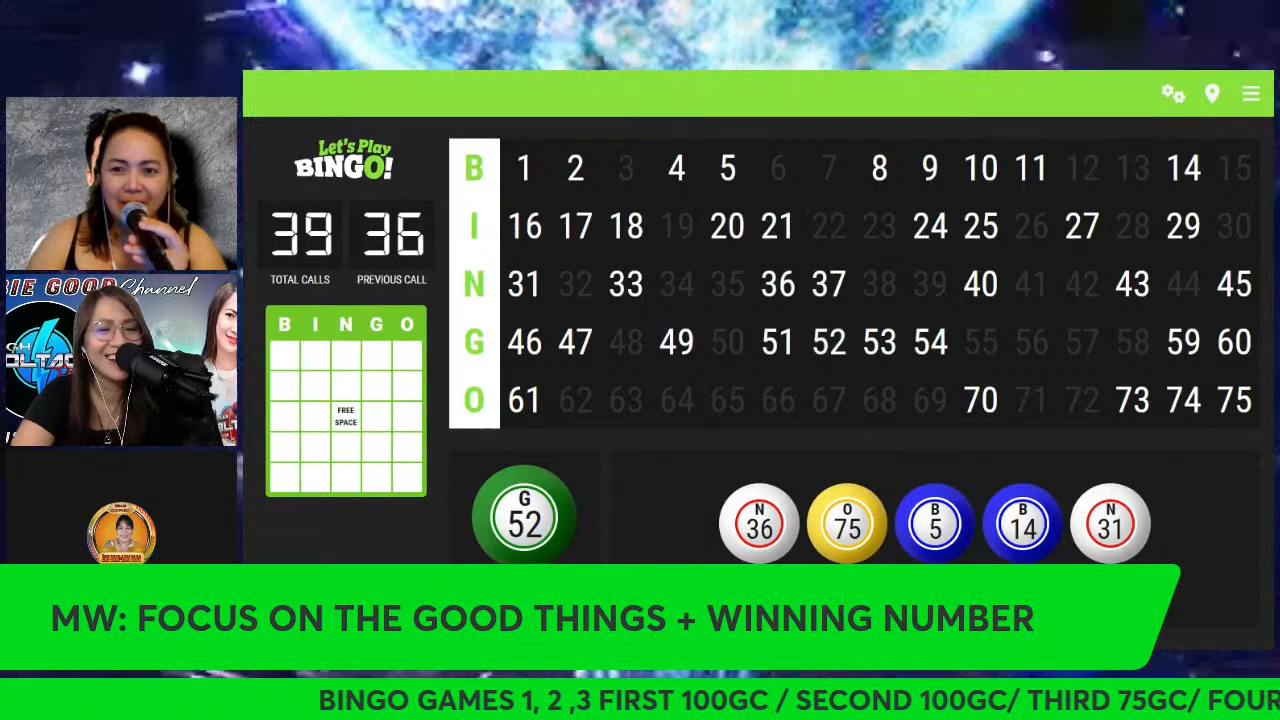 IE GOOD Channel
GH
OLTAG
Let's Play
BINGO!
39 36
TOTAL CALLS PREVIOUS CALL
B I N G O
FREE
SPACE
B 1 2 3 4 5 6 7 8 9 10 11 12 13 14 15
I 16 17 18 19 20 21 22 23 24 25 26 27 28 29 30
N 31 32 33 34 35 36 37 38 39 40 41 42 43 44 45
G 46 47 48 49 50 51 52 53 54 55 56 57 58 59 60
O 61 62 63 64 65 66 67 68 69 70 71 72 73 74 75
G
52
N
36
O
75
B
5
B
14
N
31
MW: FOCUS ON THE GOOD THINGS + WINNING NUMBER
BINGO GAMES 1, 2 ,3 FIRST 100GC / SECOND 100GC/ THIRD 75GC/ FOUR